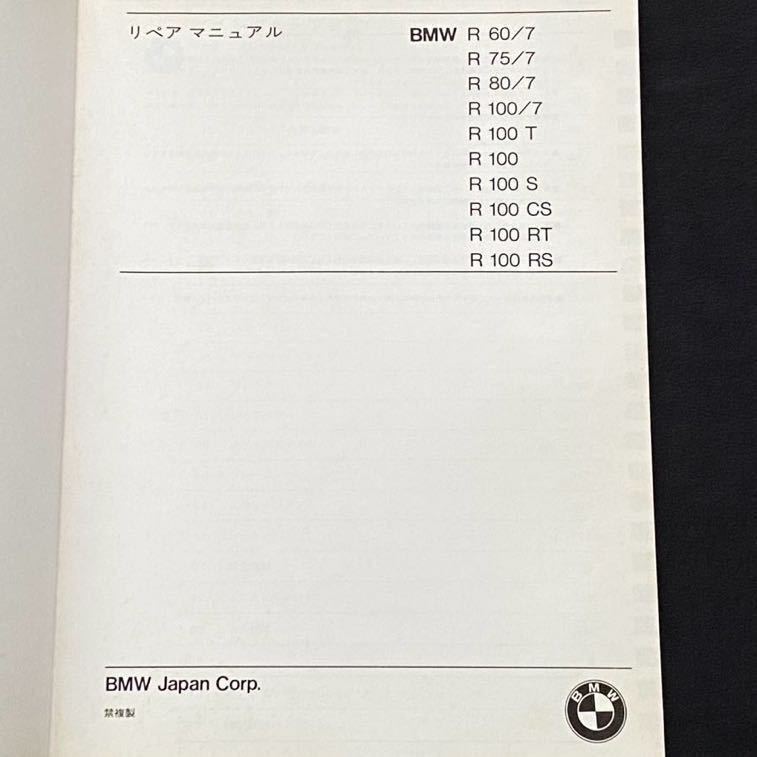 リペア マニュアル BMW R 60/7
R 75/7
R 80/7
R 100/7
R 100 T
R 100
R 100 S
R 100 CS
R 100 RT
R 100 RS
BMW Japan Corp.
禁複製
BMW